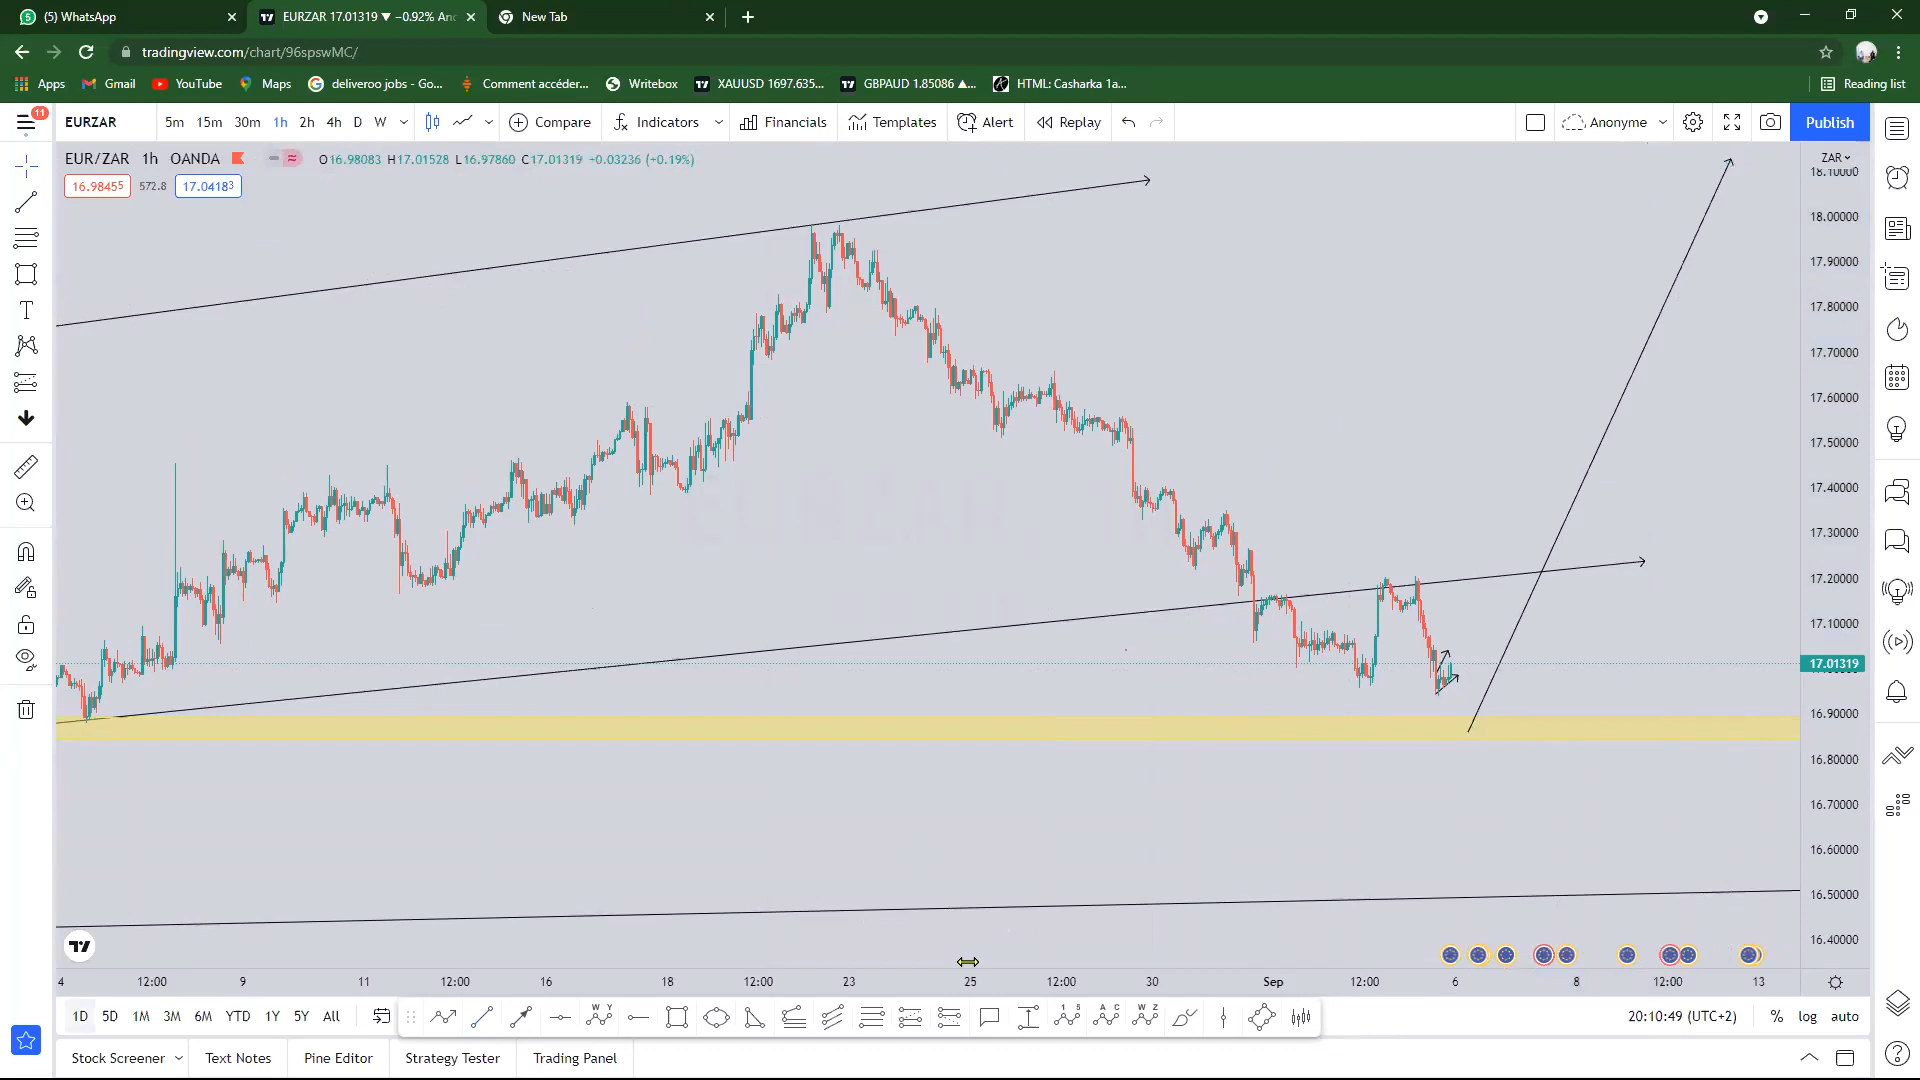 (5) WhatsApp
EURZAR 17.01319 ▼ −0.92% Anc
New Tab
tradingview.com/chart/96spswMC/
Apps
Gmail
YouTube
Maps
deliveroo jobs - Go...
Comment accéder...
Writebox
XAUUSD 1697.635...
GBPAUD 1.85086 ▲...
HTML: Casharka 1a...
Reading list
11
EURZAR
5m 15m 30m 1h 2h 4h D W
Compare
Indicators
Financials
Templates
Alert
Replay
Anonyme
Publish
EUR/ZAR 1h OANDA
O16.98083 H17.01528 L16.97860 C17.01319 +0.03236 (+0.19%)
16.98455 572.8 17.04183
ZAR
18.10000
18.00000
17.90000
17.80000
17.70000
17.60000
17.50000
17.40000
17.30000
17.20000
17.10000
17.01319
16.90000
16.80000
16.70000
16.60000
16.50000
16.40000
4 12:00 9 11 12:00 16 18 12:00 23 25 12:00 30 Sep 12:00 6 8 12:00 13
1D 5D 1M 3M 6M YTD 1Y 5Y All
W Y
1 5
A C
W Z
20:10:49 (UTC+2)
% log auto
Stock Screener
Text Notes
Pine Editor
Strategy Tester
Trading Panel